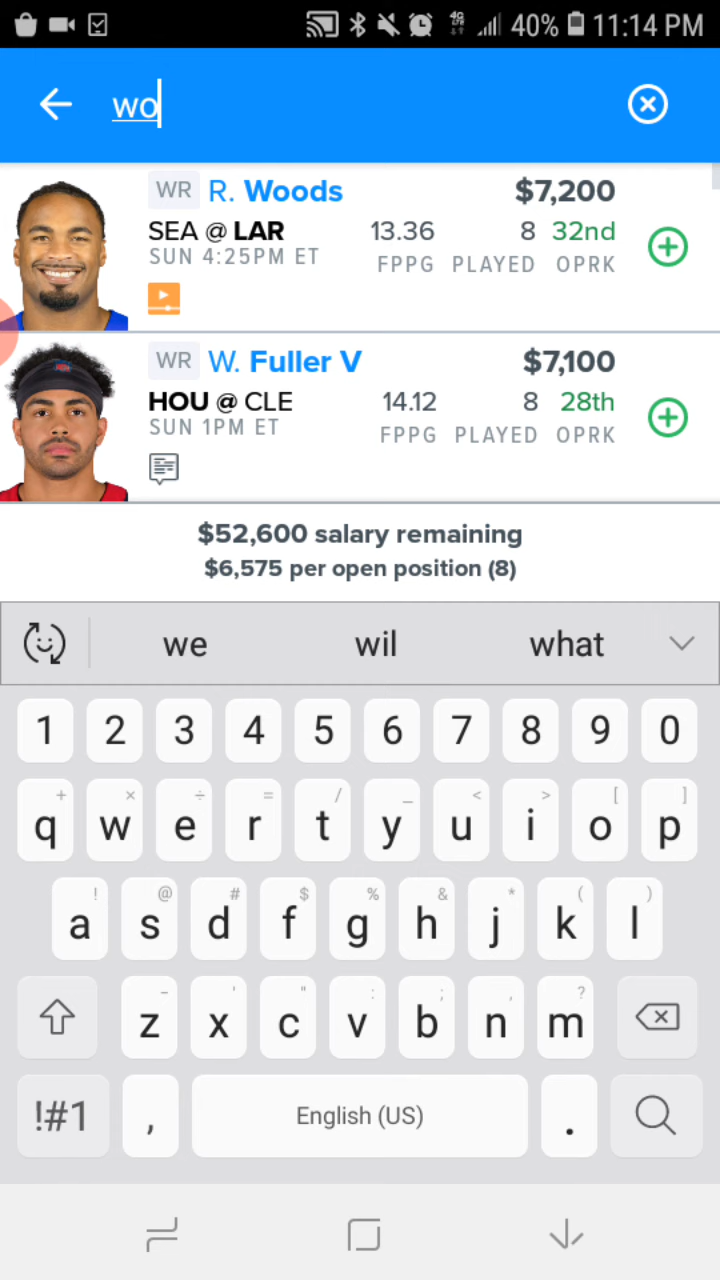 40% 11:14 PM
wo
WR R. Woods $7,200
SEA @ LAR 13.36 8 32nd
SUN 4:25PM ET FPPG PLAYED OPRK
WR W. Fuller V $7,100
HOU @ CLE 14.12 8 28th
SUN 1PM ET FPPG PLAYED OPRK
$52,600 salary remaining
$6,575 per open position (8)
we wil what
1 2 3 4 5 6 7 8 9 0
+ × ÷ = / _ < > [ ]
q w e r t y u i o p
! @ # $ % & * ( )
a s d f g h j k l
- ' " : ; , ?
z x c v b n m
!#1 , English (US) .